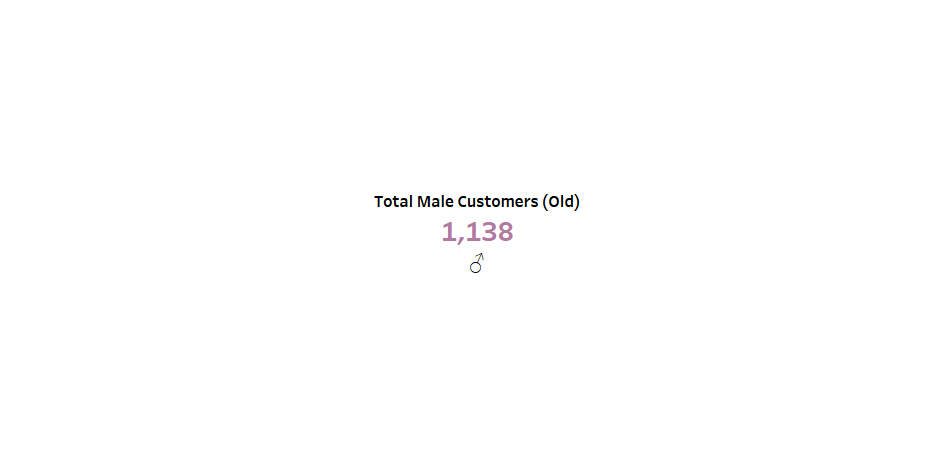 Total Male Customers (Old)
1,138
♂